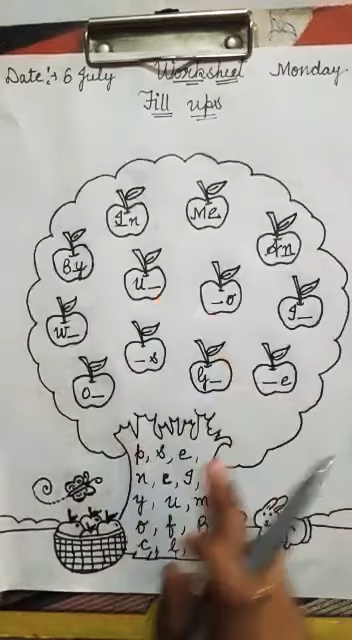 Date:- 6 July Worksheet Monday
Fill ups
In Me An
By U_ _o
W_ _s I_
O_ G_ _e
p, s, e,
n, e, I,
y, u, m
o, f,
c, l,